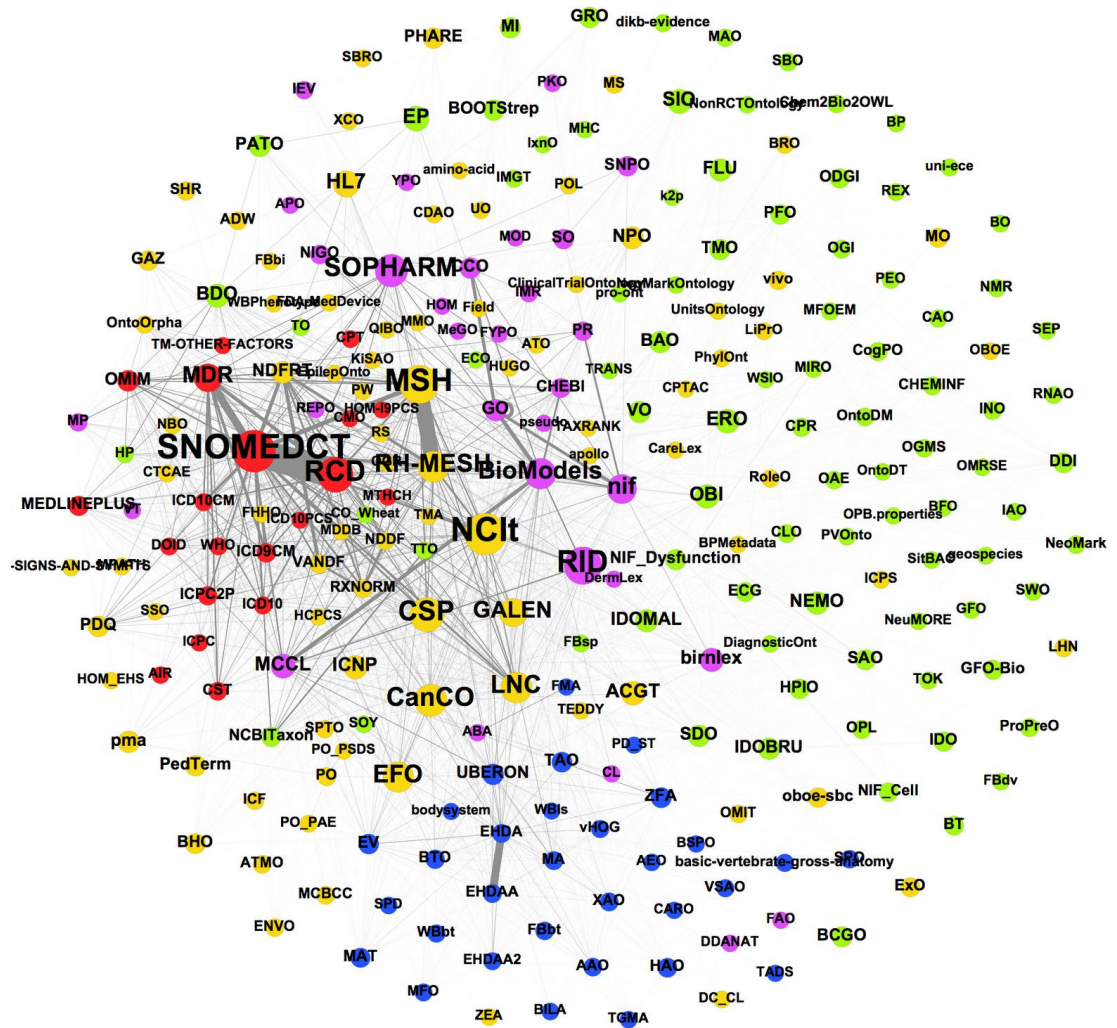 GRO
dikb-evidence
MI
MAO
PHARE
SBRO
SBO
PKO
MS
IEV
SIO
NonRCTOntology
Chem2Bio2OWL
BOOTStrep
EP
XCO
BP
MHC
BRO
PATO
IxnO
SNPO
uni-ece
amino-acid
IMGT
FLU
ODGI
HL7
YPO
POL
SHR
k2p
REX
APO
CDAO
UO
PFO
ADW
BO
MOD
SO
NPO
MO
TMO
OGI
NIGO
GAZ
FBbi
SOPHARM
CCO
ClinicalTrialOntology
vivo
PEO
NMR
pro-ont
IMR
BDO
HOM
Field
UnitsOntology
MFOEM
CAO
OntoOrpha
TO
QIBO
MMO
MeGO
FYPO
PR
LiPrO
SEP
TM-OTHER-FACTORS
CPT
ATO
BAO
CogPO
OBOE
KiSAO
ECO
HUGO
PhylOnt
MIRO
OMIM
MDR
NDFRT
EpilepOnto
MSH
TRANS
WSIO
PW
CHEBI
CPTAC
CHEMINF
RNAO
HOM-I9PCS
GO
VO
INO
MP
REPO
CMO
pseudo
ERO
OntoDM
NBO
RS
TAXRANK
CPR
SNOMEDCT
OGMS
HP
RCD
RH-MESH
apollo
CareLex
OntoDT
DDI
CTCAE
BioModels
OMRSE
RoleO
OAE
MEDLINEPLUS
ICD10CM
MTHCH
nif
OBI
BFO
IAO
VT
FHHO
ICD10PCS
CO_Wheat
TMA
OPB.properties
NCIt
CLO
PVOnto
DOID
WHO
ICD9CM
MDDB
NDDF
BPMetadata
NeoMark
TTO
RID
NIF_Dysfunction
SitBAC
geospecies
VANDF
RXNORM
DermLex
ICPS
SWO
ICPC2P
ICD10
ECG
NEMO
SSO
HCPCS
CSP
GALEN
IDOMAL
NeuMORE
GFO
PDQ
ICPC
FBsp
DiagnosticOnt
LHN
MCCL
ICNP
birnlex
SAO
GFO-Bio
AIR
HOM_EHS
CST
LNC
FMA
ACGT
HPIO
TOK
CanCO
TEDDY
SPTO
SOY
ABA
OPL
ProPreO
NCBITaxon
PO_PSDS
PD_ST
SDO
IDOBRU
IDO
pma
TAO
PedTerm
PO
EFO
UBERON
CL
FBdv
ICF
bodysystem
WBls
ZFA
oboe-sbc
NIF_Cell
OMIT
PO_PAE
EHDA
vHOG
BT
BHO
EV
BSPO
ATMO
BTO
MA
AEO
basic-vertebrate-gross-anatomy
EHDAA
VSAO
ExO
MCBCC
SPD
XAO
CARO
ENVO
WBbt
FBbt
FAO
BCGO
DDANAT
MAT
EHDAA2
AAO
HAO
TADS
MFO
DC_CL
BILA
ZEA
TGMA